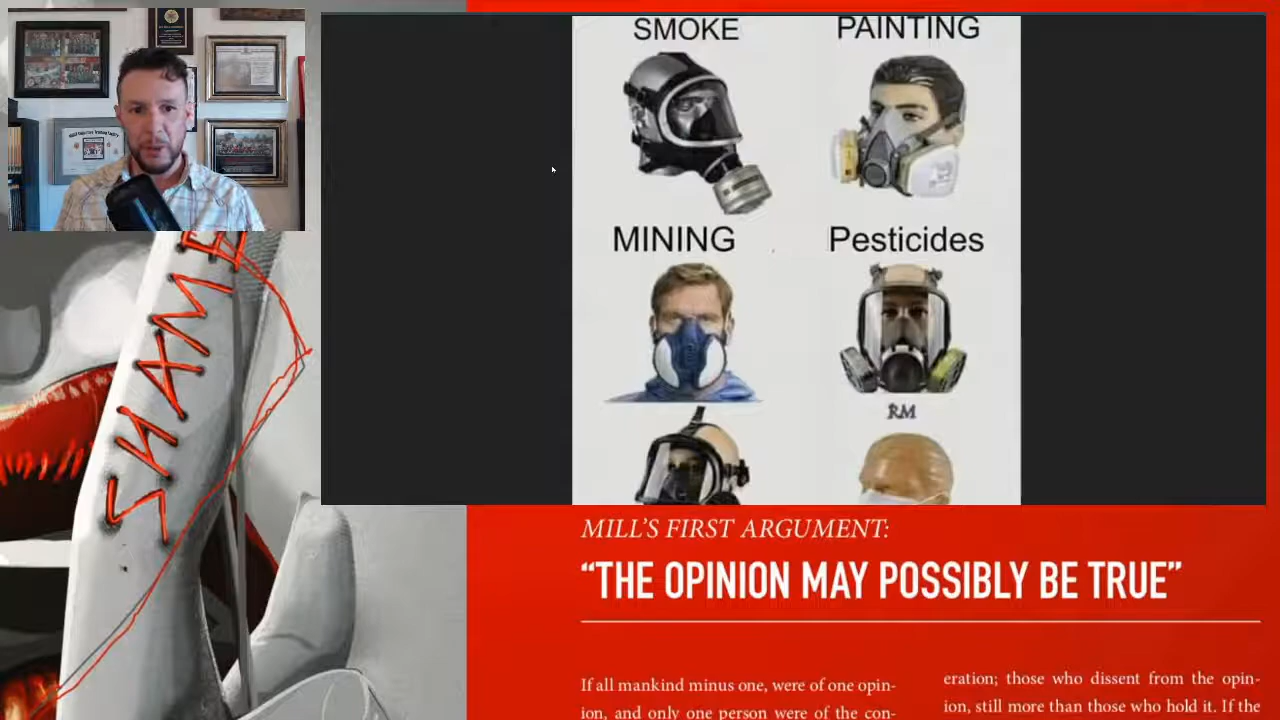 SMOKE
PAINTING
MINING
Pesticides
RM
SHAME
MILL'S FIRST ARGUMENT:
“THE OPINION MAY POSSIBLY BE TRUE”
If all mankind minus one, were of one opin-
ion, and only one person were of the con-
eration; those who dissent from the opin-
ion, still more than those who hold it. If the